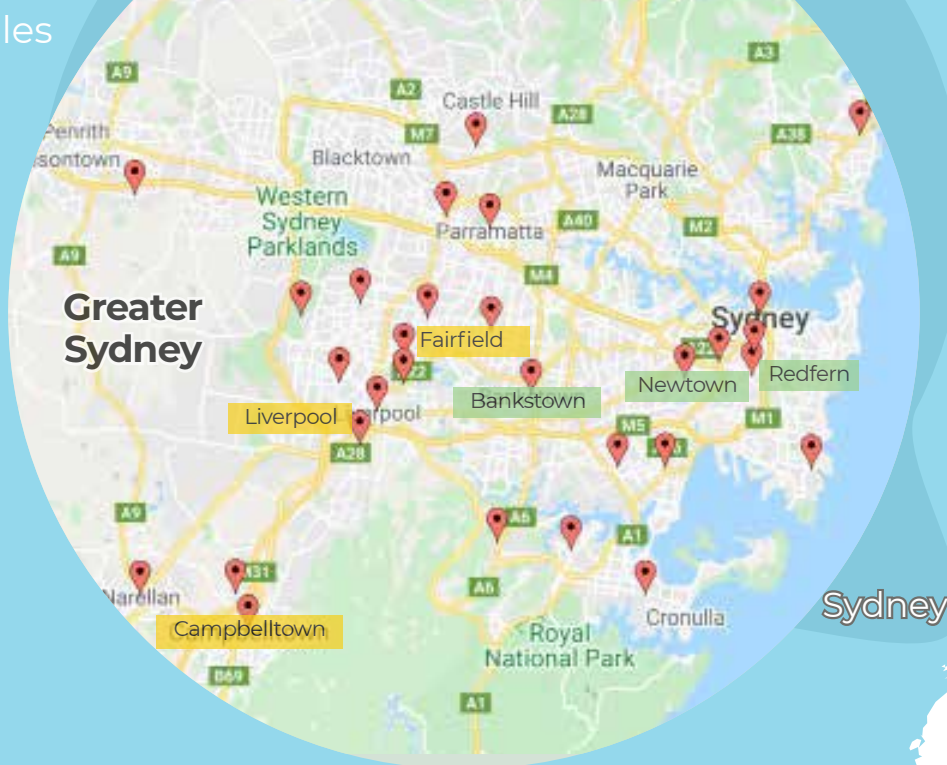 les
A9
A3
A2
Castle Hill
A28
Penrith
M7
A38
sontown
Blacktown
Macquarie
Park
Western
Sydney
Parklands
A40
M2
Parramatta
A9
M4
Greater
Sydney
Sydney
Fairfield
Redfern
Newtown
Bankstown
Liverpool
M5
M1
A28
A9
A6
A1
A6
Narellan
Sydney
Cronulla
Campbelltown
Royal
National Park
B69
A1